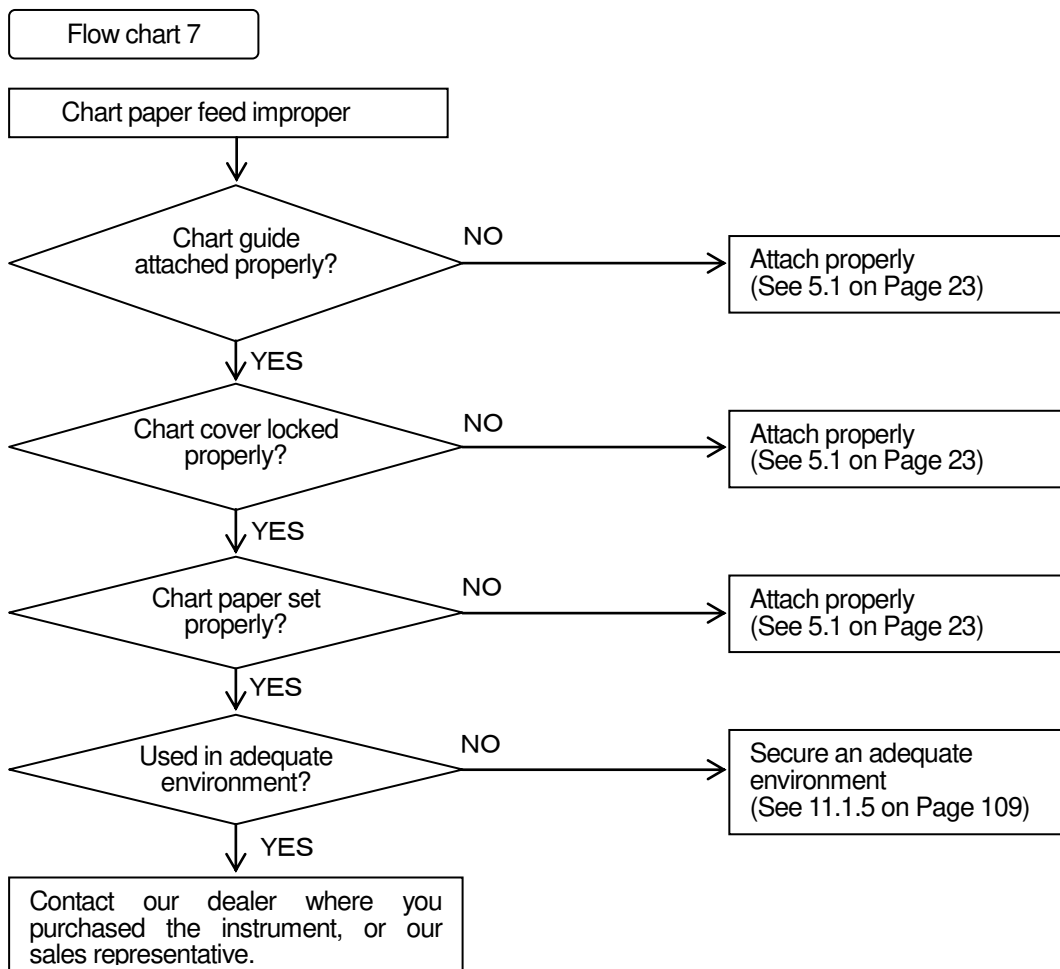 Flow chart 7
Chart paper feed improper
Chart guide
attached properly?
NO
Attach properly
(See 5.1 on Page 23)
YES
Chart cover locked
properly?
NO
Attach properly
(See 5.1 on Page 23)
YES
Chart paper set
properly?
NO
Attach properly
(See 5.1 on Page 23)
YES
Used in adequate
environment?
NO
Secure an adequate
environment
(See 11.1.5 on Page 109)
YES
Contact our dealer where you
purchased the instrument, or our
sales representative.